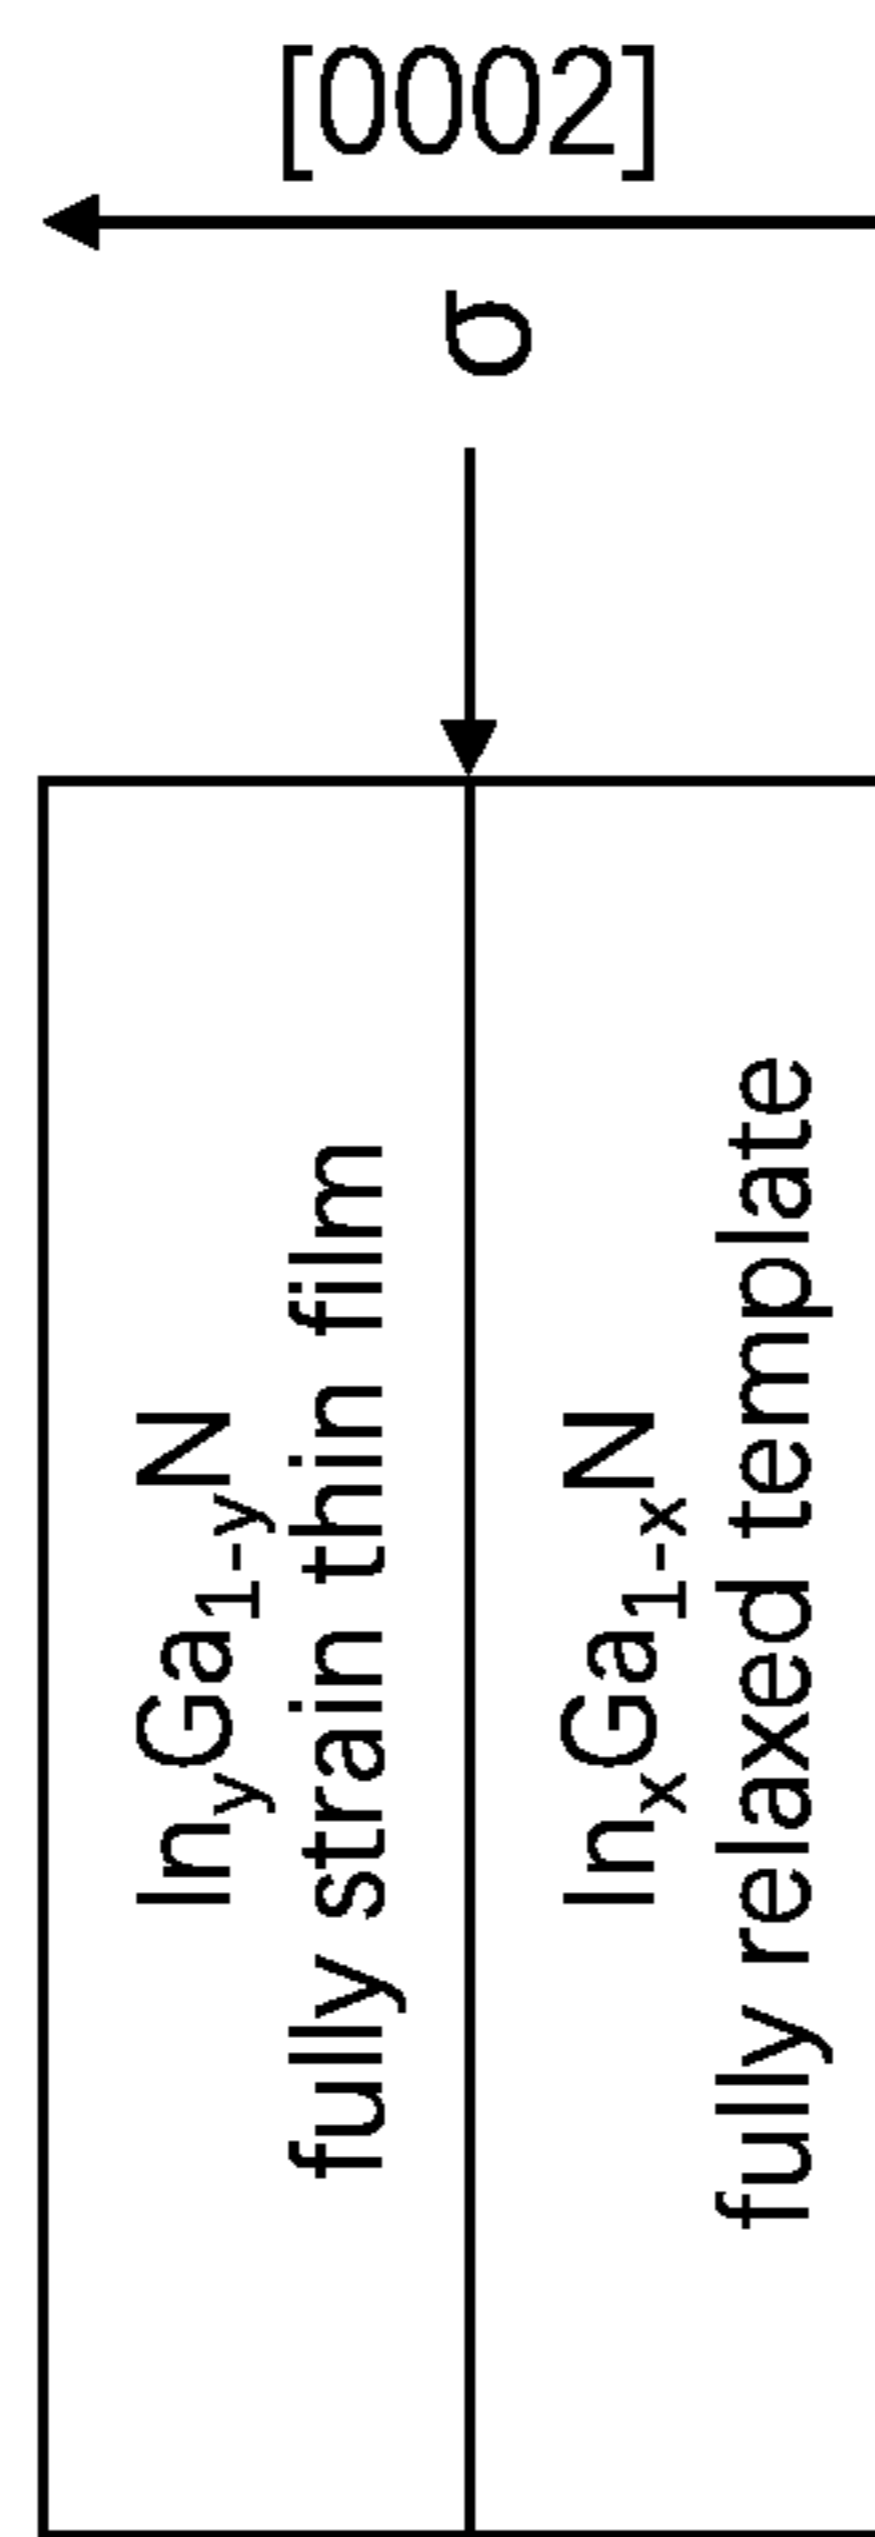 [0002]
σ
InyGa1-yN
fully strain thin film
InxGa1-xN
fully relaxed template